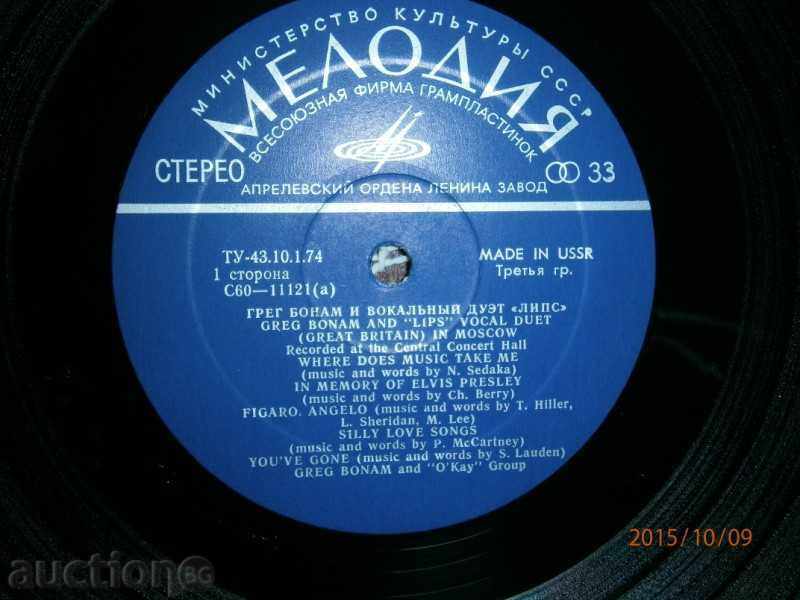 МИНИСТЕРСТВО КУЛЬТУРЫ СССР
МЕЛОДИЯ
ВСЕСОЮЗНАЯ ФИРМА ГРАМПЛАСТИНОК
СТЕРЕО
33
АПРЕЛЕВСКИЙ ОРДЕНА ЛЕНИНА ЗАВОД
ТУ-43.10.1.74
MADE IN USSR
1 сторона
Третья гр.
С60—11121(а)
ГРЕГ БОНАМ И ВОКАЛЬНЫЙ ДУЭТ «ЛИПС»
GREG BONAM AND "LIPS" VOCAL DUET
(GREAT BRITAIN) IN MOSCOW
Recorded at the Central Concert Hall
WHERE DOES MUSIC TAKE ME
(music and words by N. Sedaka)
IN MEMORY OF ELVIS PRESLEY
(music and words by Ch. Berry)
FIGARO. ANGELO (music and words by T. Hiller,
L. Sheridan, M. Lee)
SILLY LOVE SONGS
(music and words by P. McCartney)
YOU'VE GONE (music and words by S. Lauden)
GREG BONAM and "O'Kay" Group
2015/10/09
auction.BG